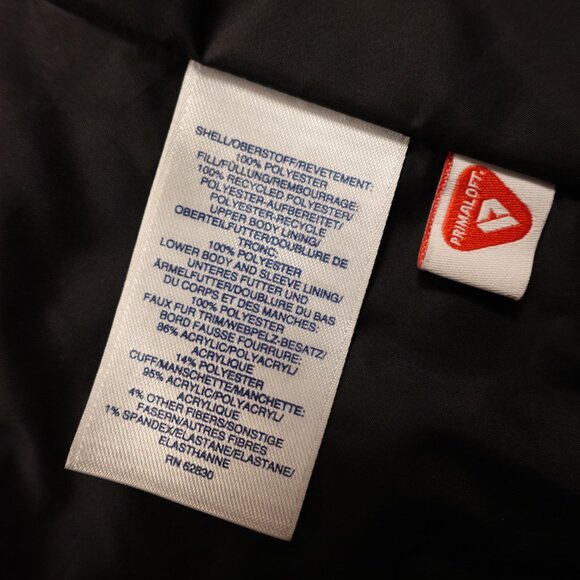 SHELL/OBERSTOFF/REVETEMENT:
100% POLYESTER
FILL/FÜLLUNG/REMBOURRAGE:
100% RECYCLED POLYESTER/
POLYESTER-AUFBEREITET/
POLYESTER-RECYCLE
UPPER BODY LINING/
OBERTEILFUTTER/DOUBLURE DE
TRONC:
100% POLYESTER
LOWER BODY AND SLEEVE LINING/
UNTERES FUTTER UND
ÄRMELFUTTER/DOUBLURE DU BAS
DU CORPS ET DES MANCHES:
100% POLYESTER
FAUX FUR TRIM/WEBPELZ-BESATZ/
BORD FAUSSE FOURRURE:
86% ACRYLIC/POLYACRYL/
ACRYLIQUE
14% POLYESTER
CUFF/MANSCHETTE/MANCHETTE:
95% ACRYLIC/POLYACRYL/
ACRYLIQUE
4% OTHER FIBERS/SONSTIGE
FASERN/AUTRES FIBRES
1% SPANDEX/ELASTANE/ELASTANE/
ELASTHANNE
RN 62830
PRIMALOFT